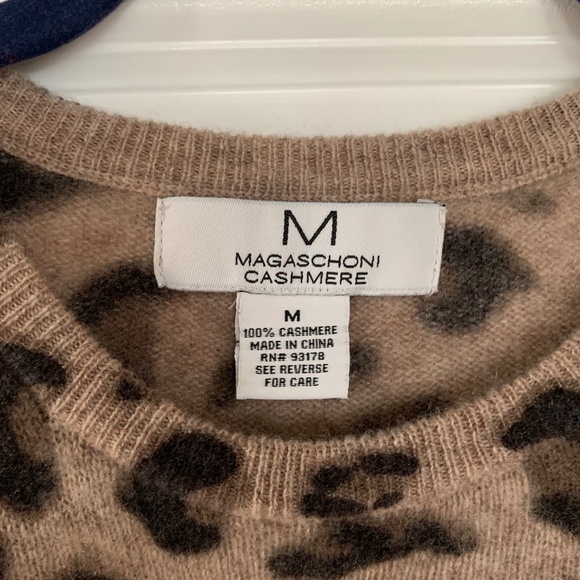 M
MAGASCHONI
CASHMERE
M
100% CASHMERE
MADE IN CHINA
RN# 93178
SEE REVERSE
FOR CARE